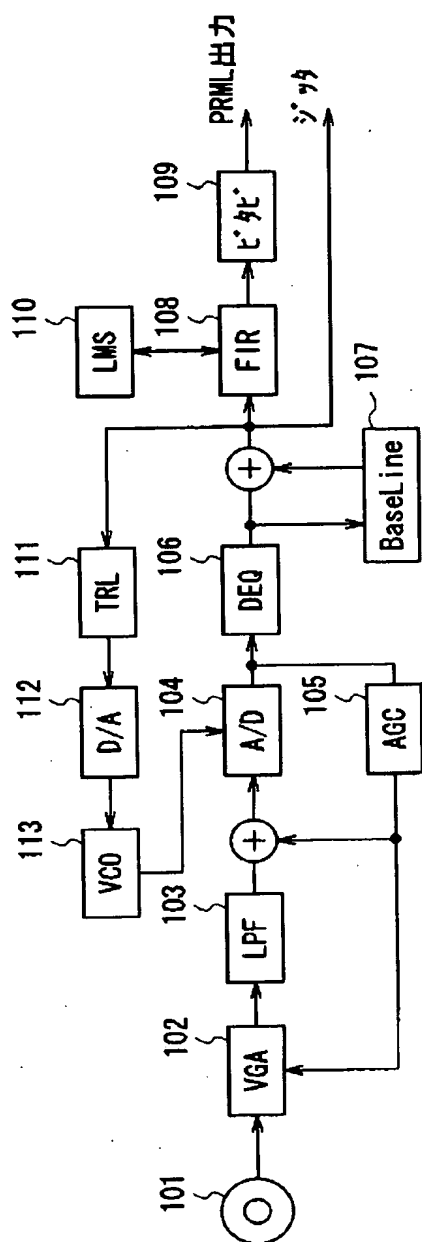 101
102
VGA
103
LPF
104
A/D
105
AGC
106
DEQ
107
BaseLine
108
FIR
109
ビタビ
110
LMS
111
TRL
112
D/A
113
VCO
+
+
PRML出力
ジッタ